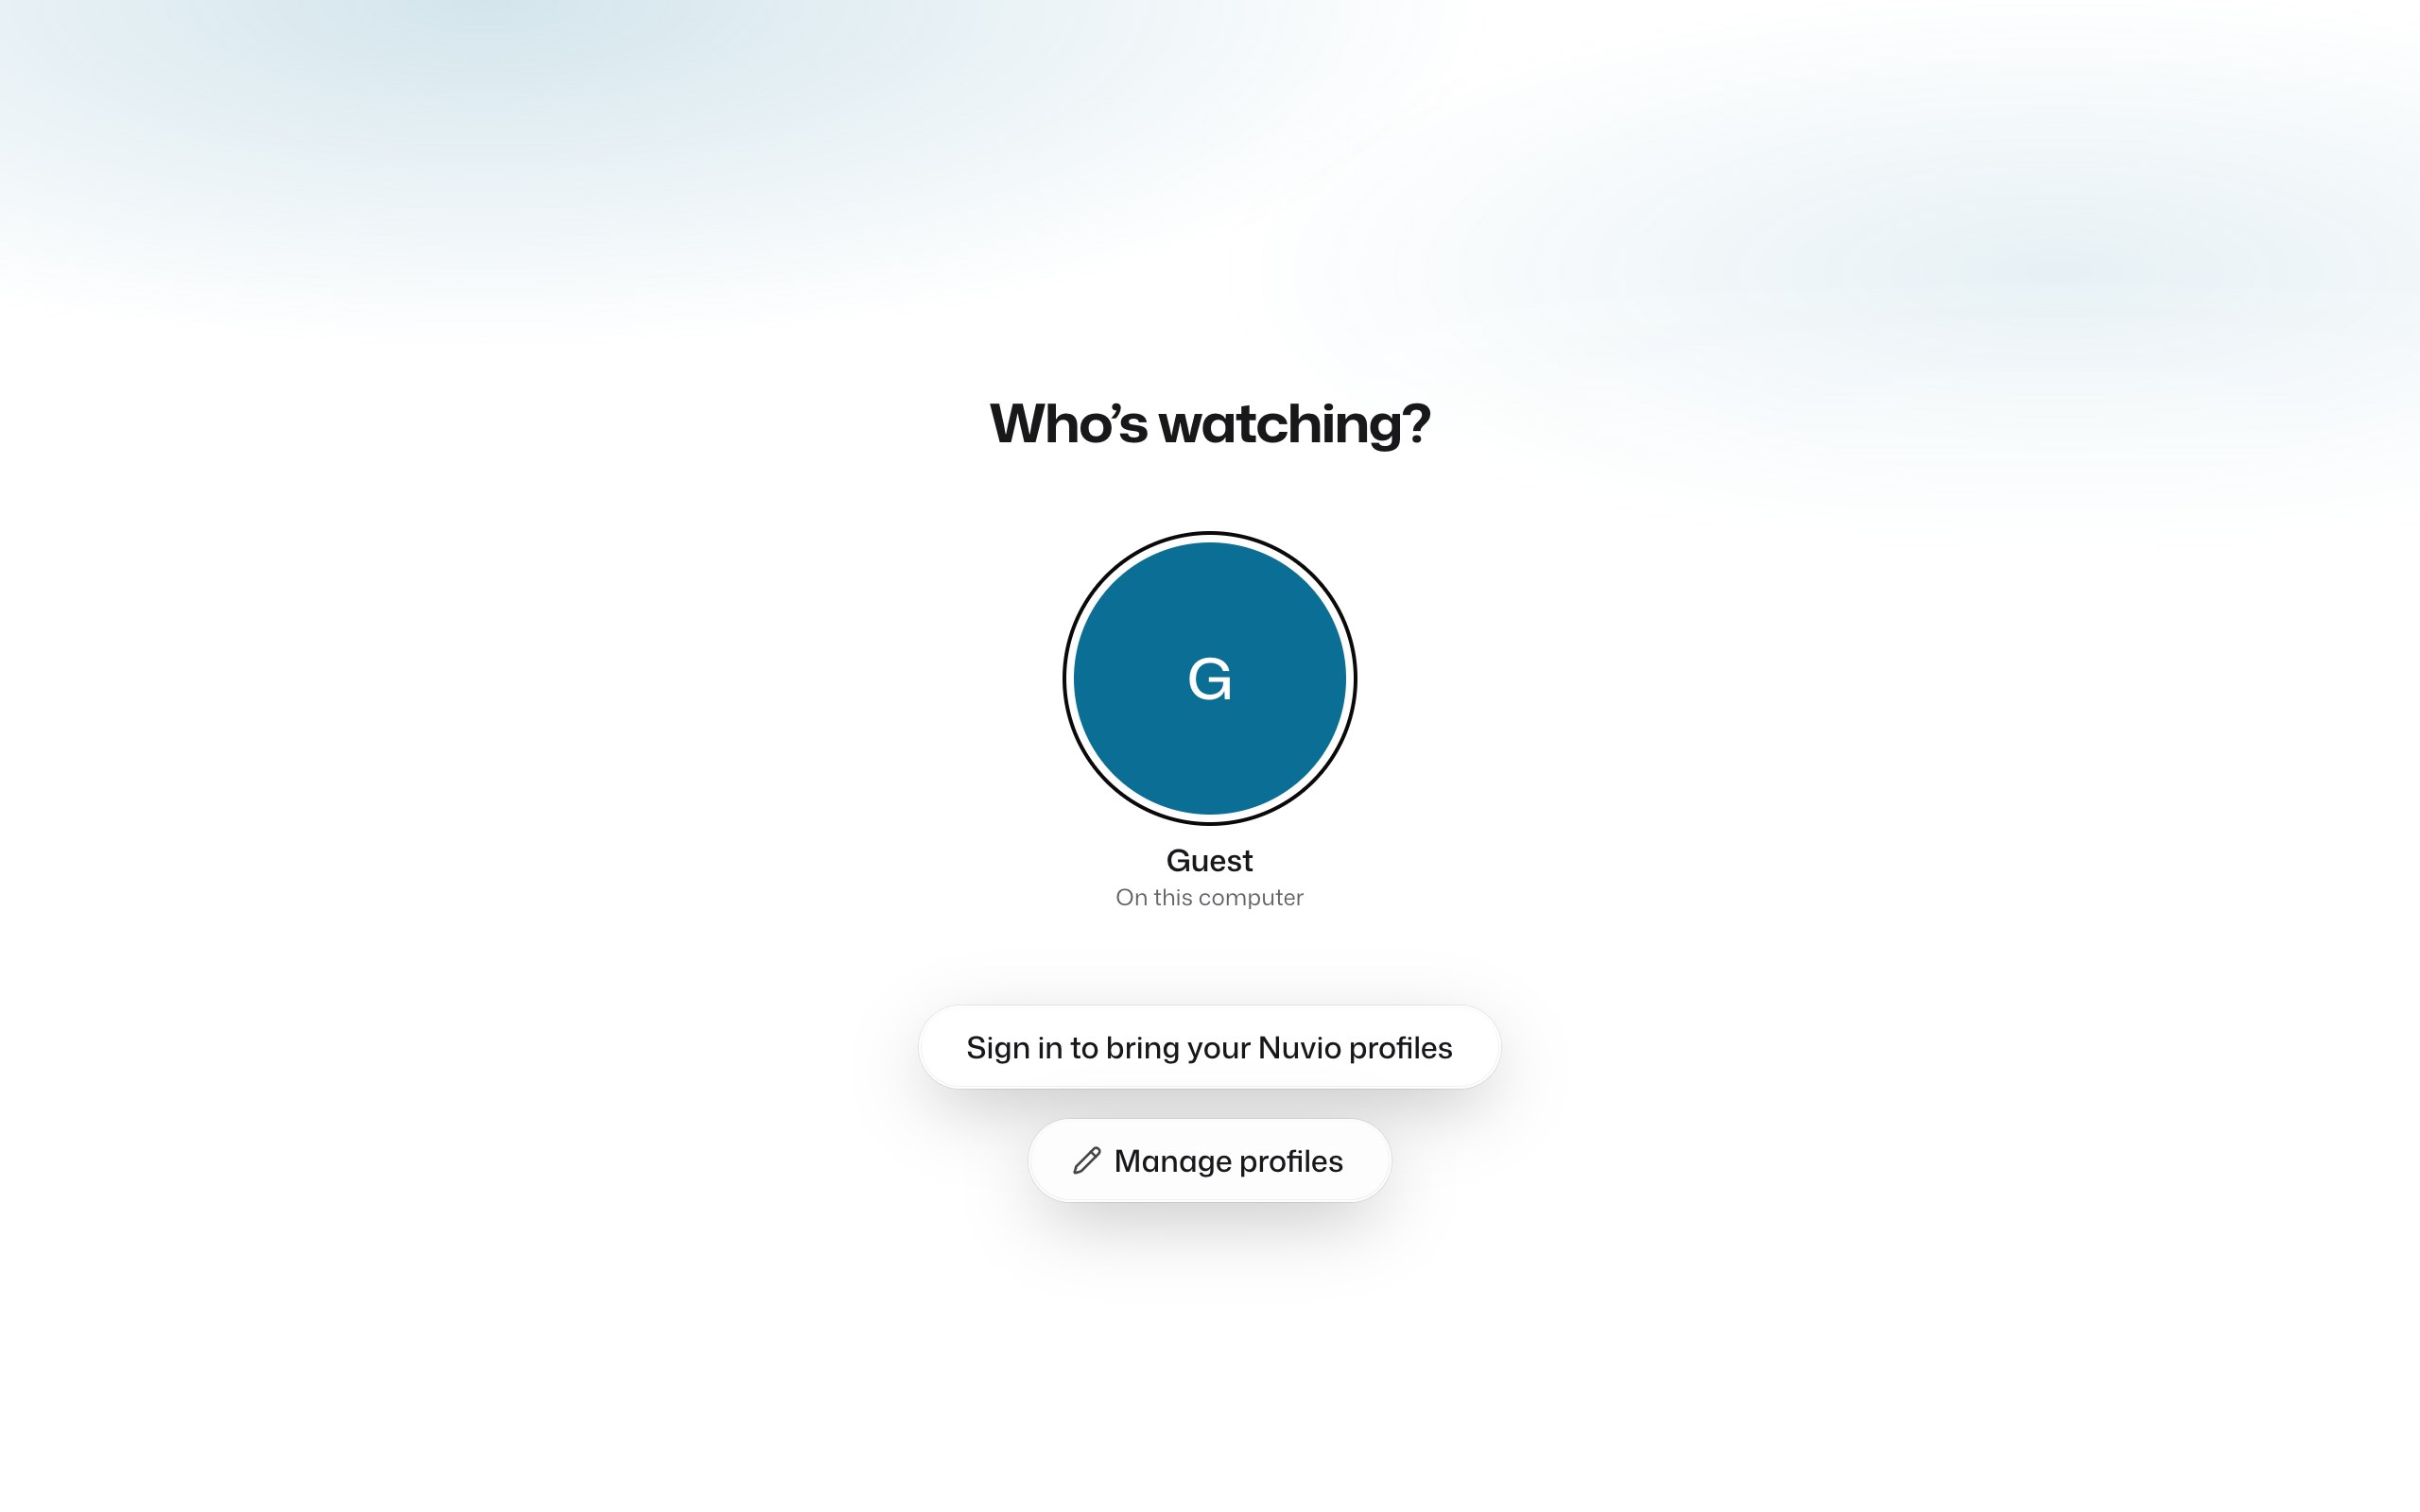 Who’s watching?
G
Guest
On this computer
Sign in to bring your Nuvio profiles
Manage profiles